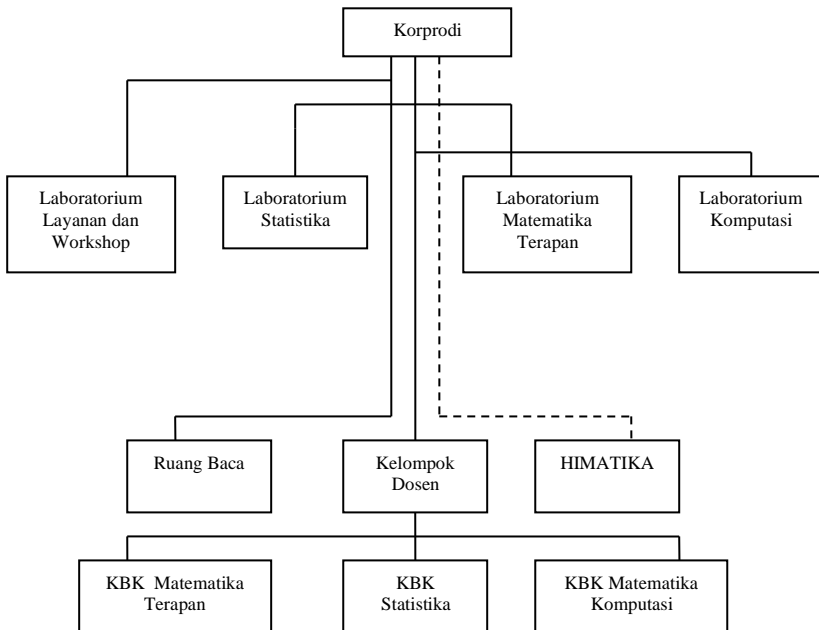 Korprodi
Laboratorium
Layanan dan
Workshop
Laboratorium
Statistika
Laboratorium
Matematika
Terapan
Laboratorium
Komputasi
Ruang Baca
Kelompok
Dosen
HIMATIKA
KBK Matematika
Terapan
KBK
Statistika
KBK Matematika
Komputasi